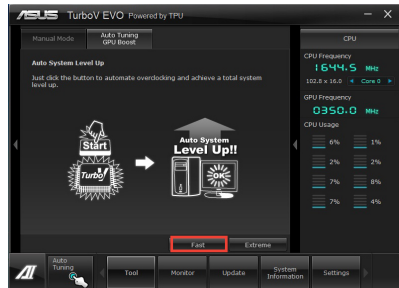 ASUS TurboV EVO Powered by TPU
Manual Mode
Auto Tuning
GPU Boost
Auto System Level Up
Just click the button to automate overclocking and achieve a total system
level up.
Start
Turbo!
Auto System
Level Up!!
OK
Fast
Extreme
CPU
CPU Frequency
1644.5 MHz
102.8 x 16.0 Core 0
GPU Frequency
0350.0 MHz
CPU Usage
6% 1%
2% 2%
7% 8%
7% 4%
Auto
Tuning
Tool
Monitor
Update
System
Information
Settings